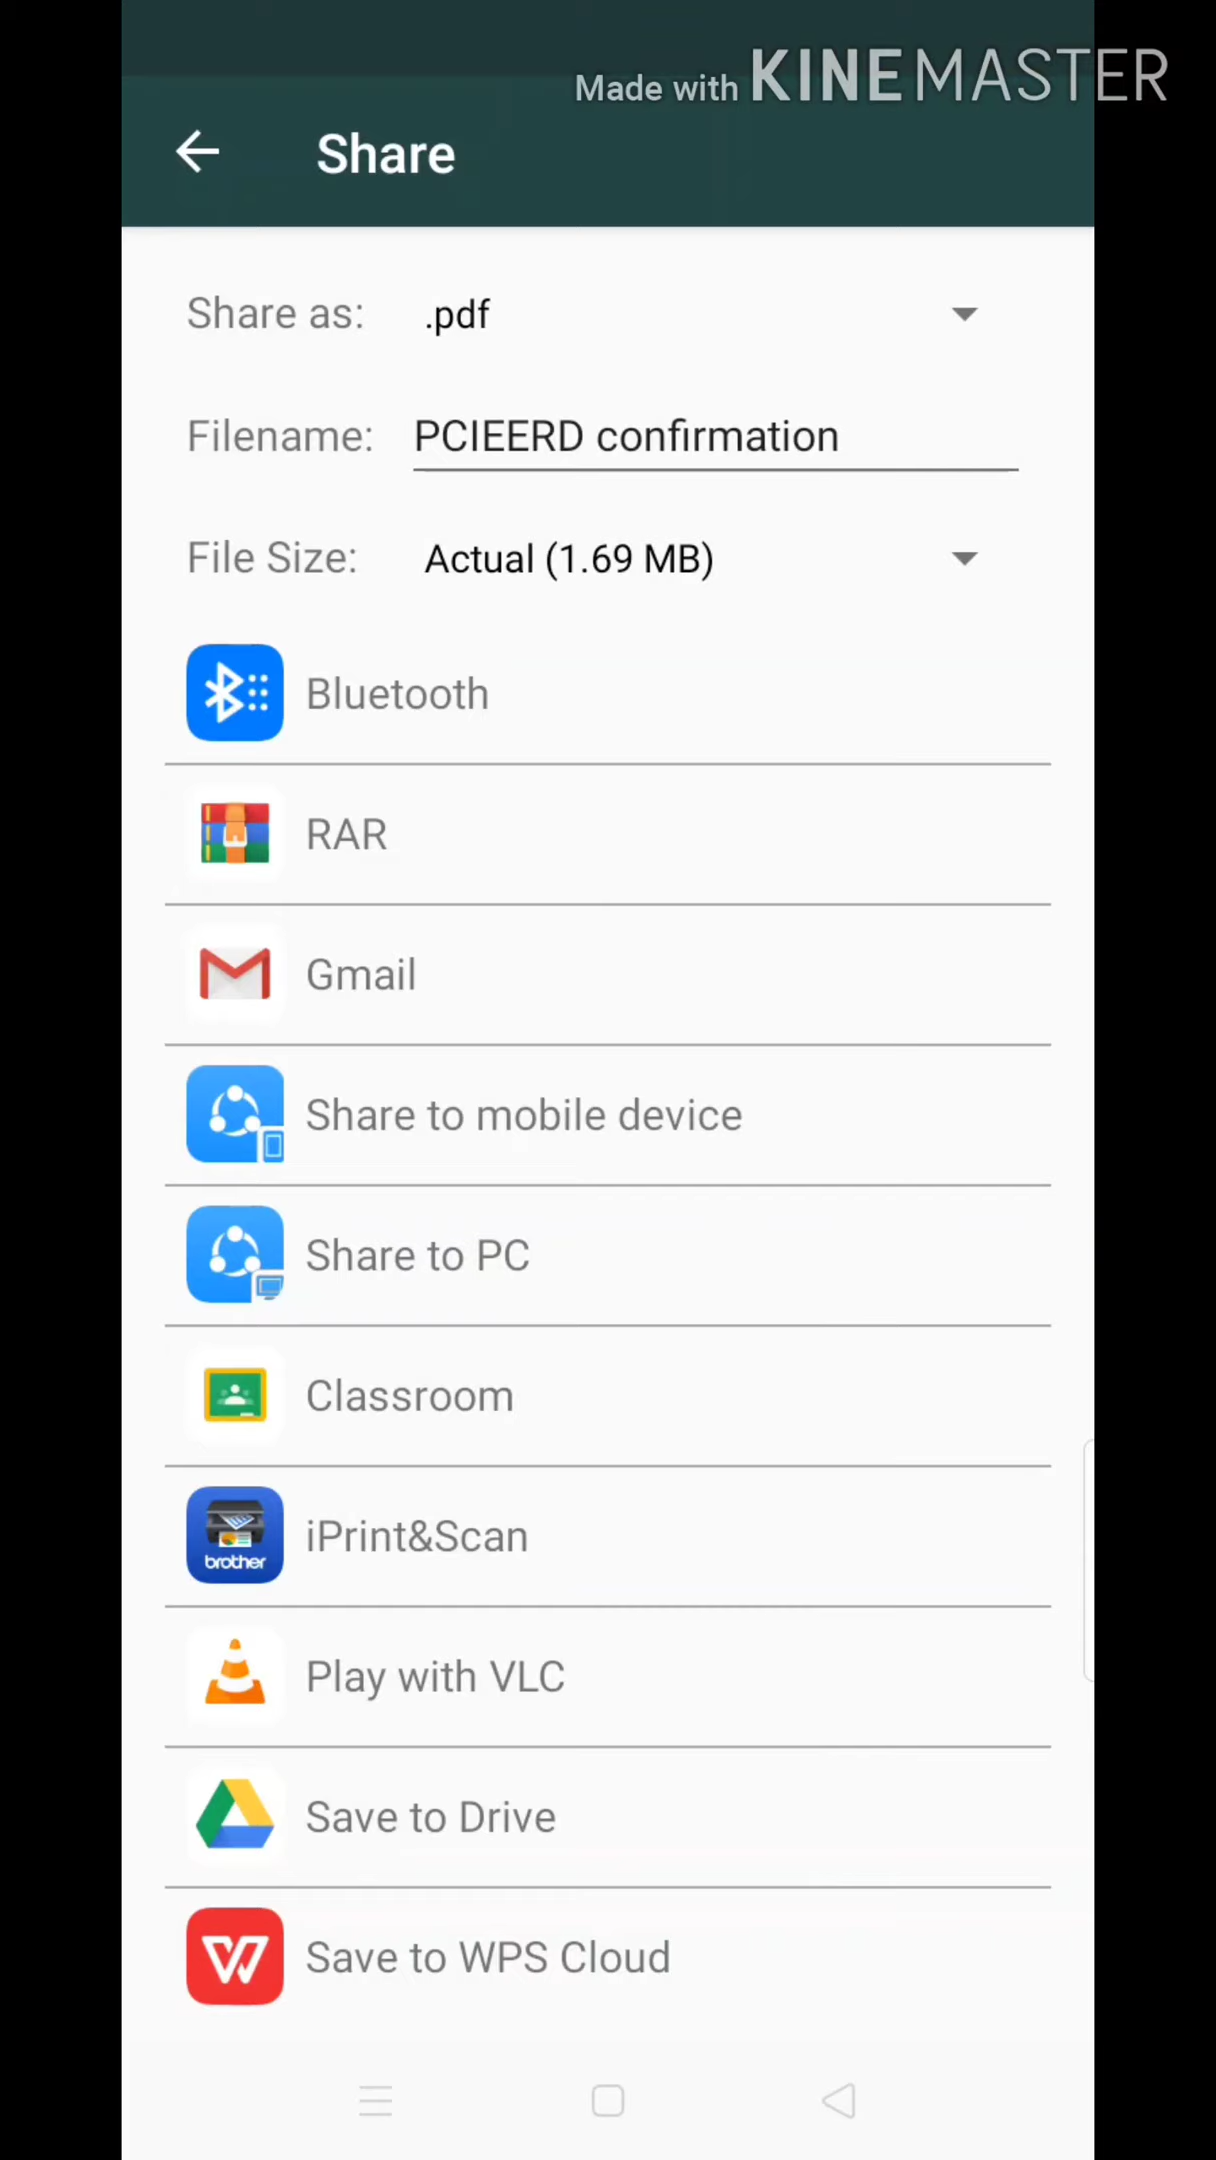 Made with KINEMASTER
Share
Share as: .pdf
Filename: PCIEERD confirmation
File Size: Actual (1.69 MB)
Bluetooth
RAR
Gmail
Share to mobile device
Share to PC
Classroom
brother
iPrint&Scan
Play with VLC
Save to Drive
Save to WPS Cloud